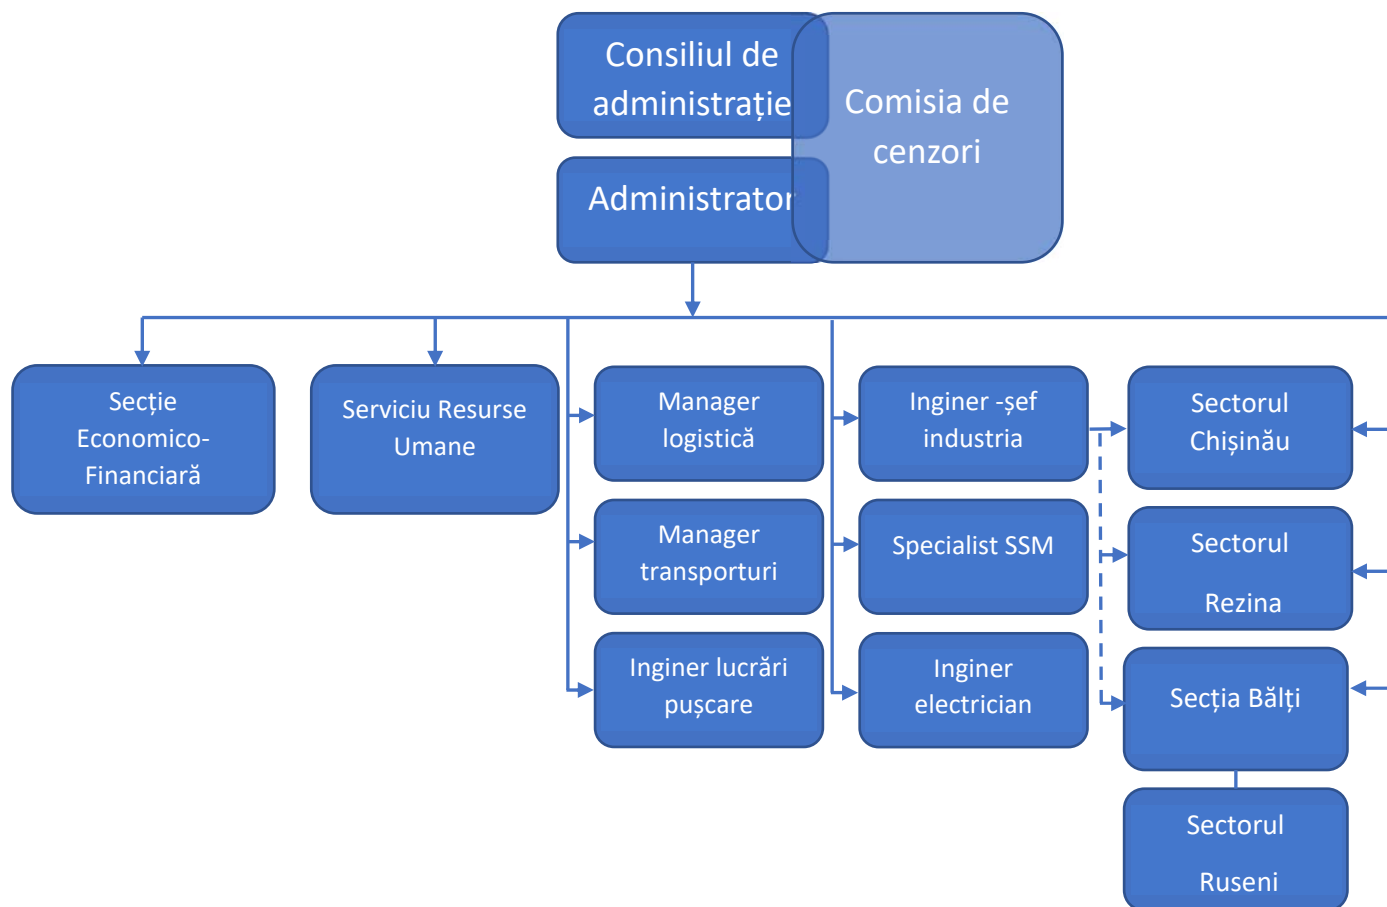 Consiliul de
administrație
Comisia de
cenzori
Administrator
Secție
Economico-
Financiară
Serviciu Resurse
Umane
Manager
logistică
Inginer -șef
industria
Sectorul
Chișinău
Manager
transporturi
Specialist SSM
Sectorul
Rezina
Inginer lucrări
pușcare
Inginer
electrician
Secția Bălți
Sectorul
Ruseni